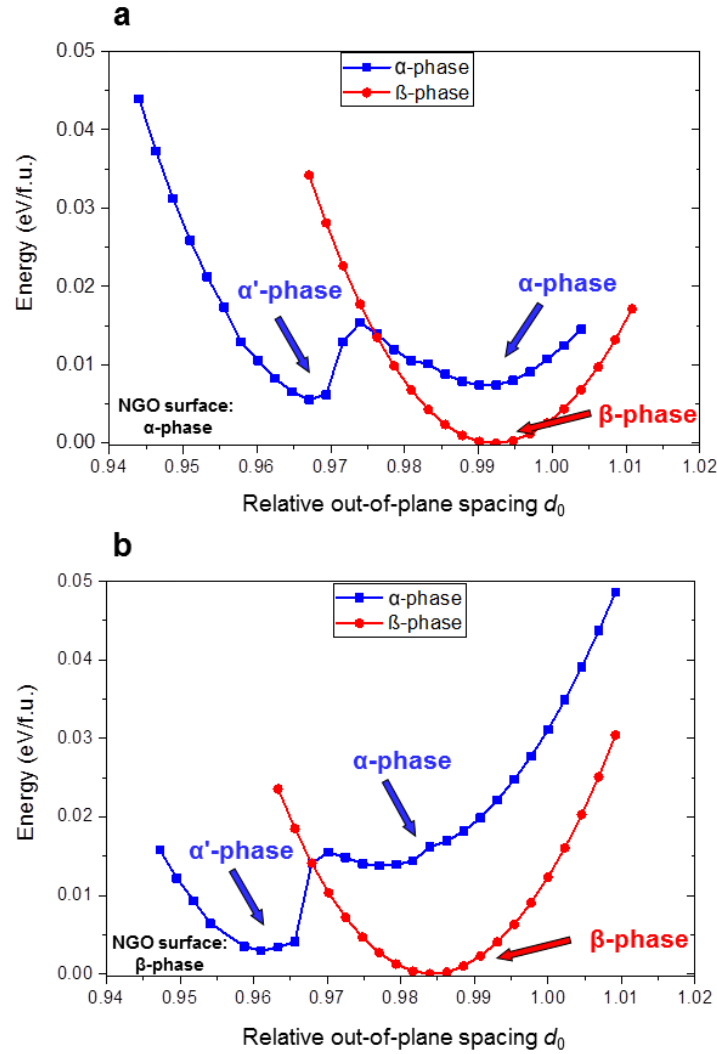 a
0.05
0.04
0.03
0.02
0.01
0.00
Energy (eV/f.u.)
α-phase
ß-phase
α'-phase
α-phase
β-phase
NGO surface:
α-phase
0.94 0.95 0.96 0.97 0.98 0.99 1.00 1.01 1.02
Relative out-of-plane spacing d0
b
0.05
0.04
0.03
0.02
0.01
0.00
Energy (eV/f.u.)
α-phase
ß-phase
α-phase
α'-phase
β-phase
NGO surface:
β-phase
0.94 0.95 0.96 0.97 0.98 0.99 1.00 1.01 1.02
Relative out-of-plane spacing d0